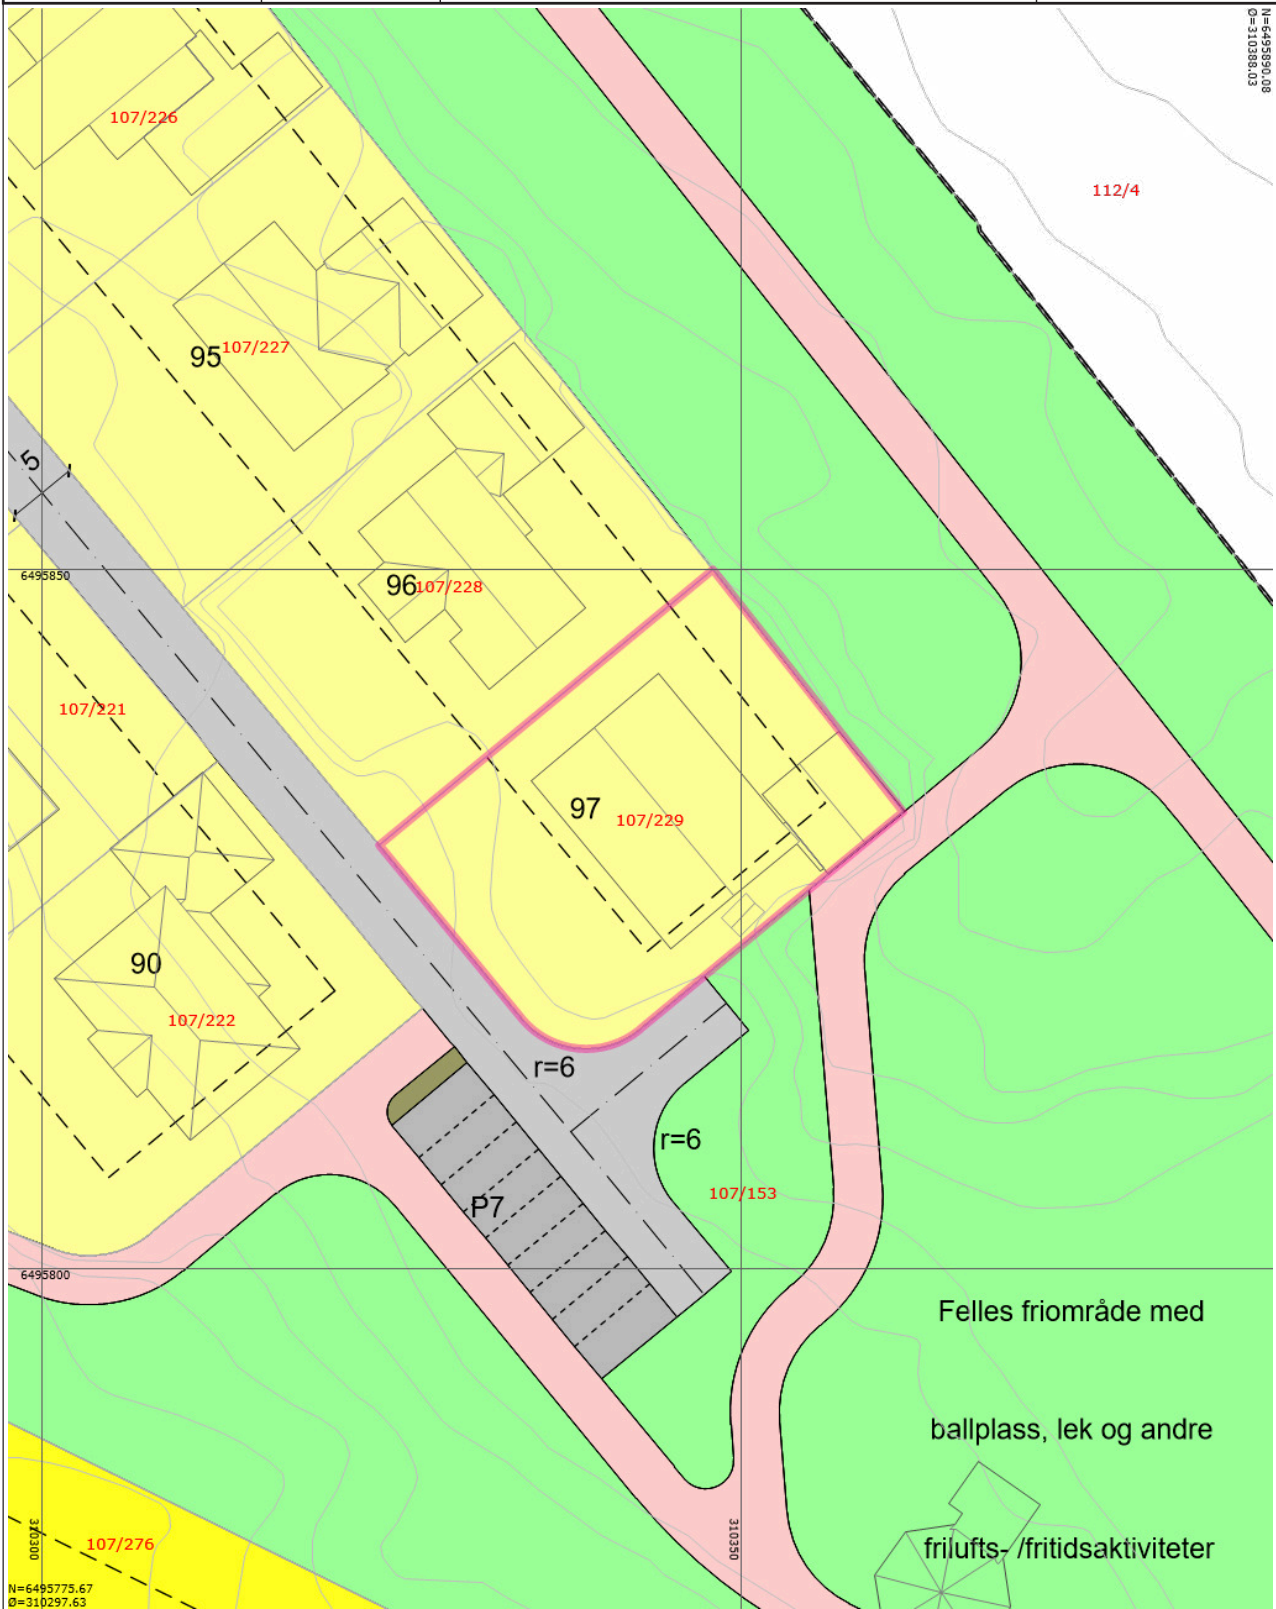 N=6495890.08
Ø=310388.03
107/226
112/4
95
107/227
5
6495850
96
107/228
107/221
97
107/229
90
107/222
r=6
r=6
107/153
P7
6495800
Felles friområde med
ballplass, lek og andre
frilufts- /fritidsaktiviteter
310300
310350
107/276
N=6495775.67
Ø=310297.63